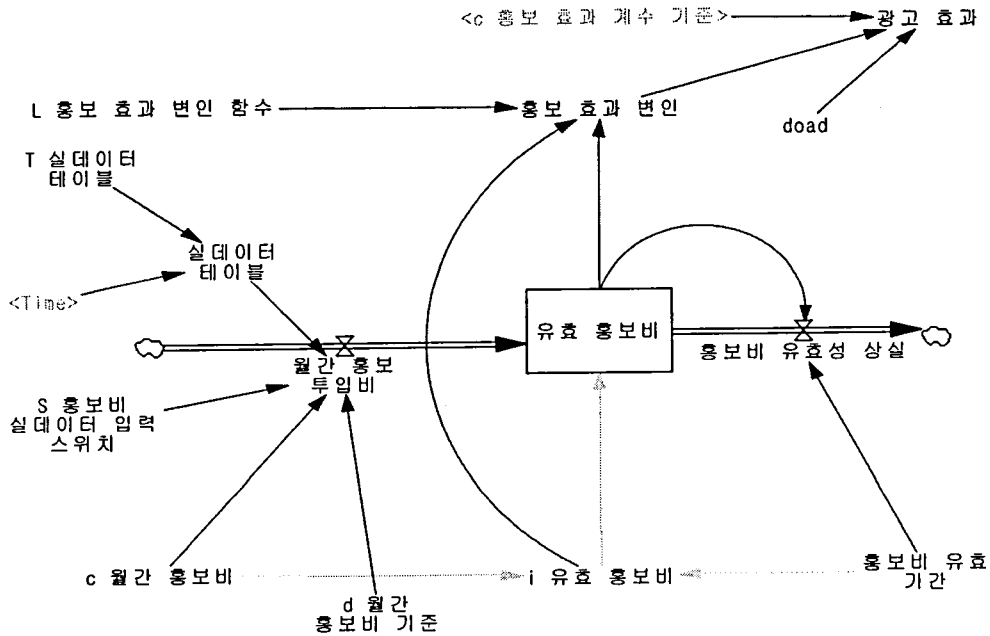 <c 홍보 효과 계수 기준>
광고 효과
L 홍보 효과 변인 함수
홍보 효과 변인
doad
T 실데이터
테이블
실데이터
테이블
<Time>
유효 홍보비
홍보비 유효성 상실
월간 홍보
투입비
S 홍보비
실데이터 입력
스위치
c 월간 홍보비
i 유효 홍보비
홍보비 유효
기간
d 월간
홍보비 기준